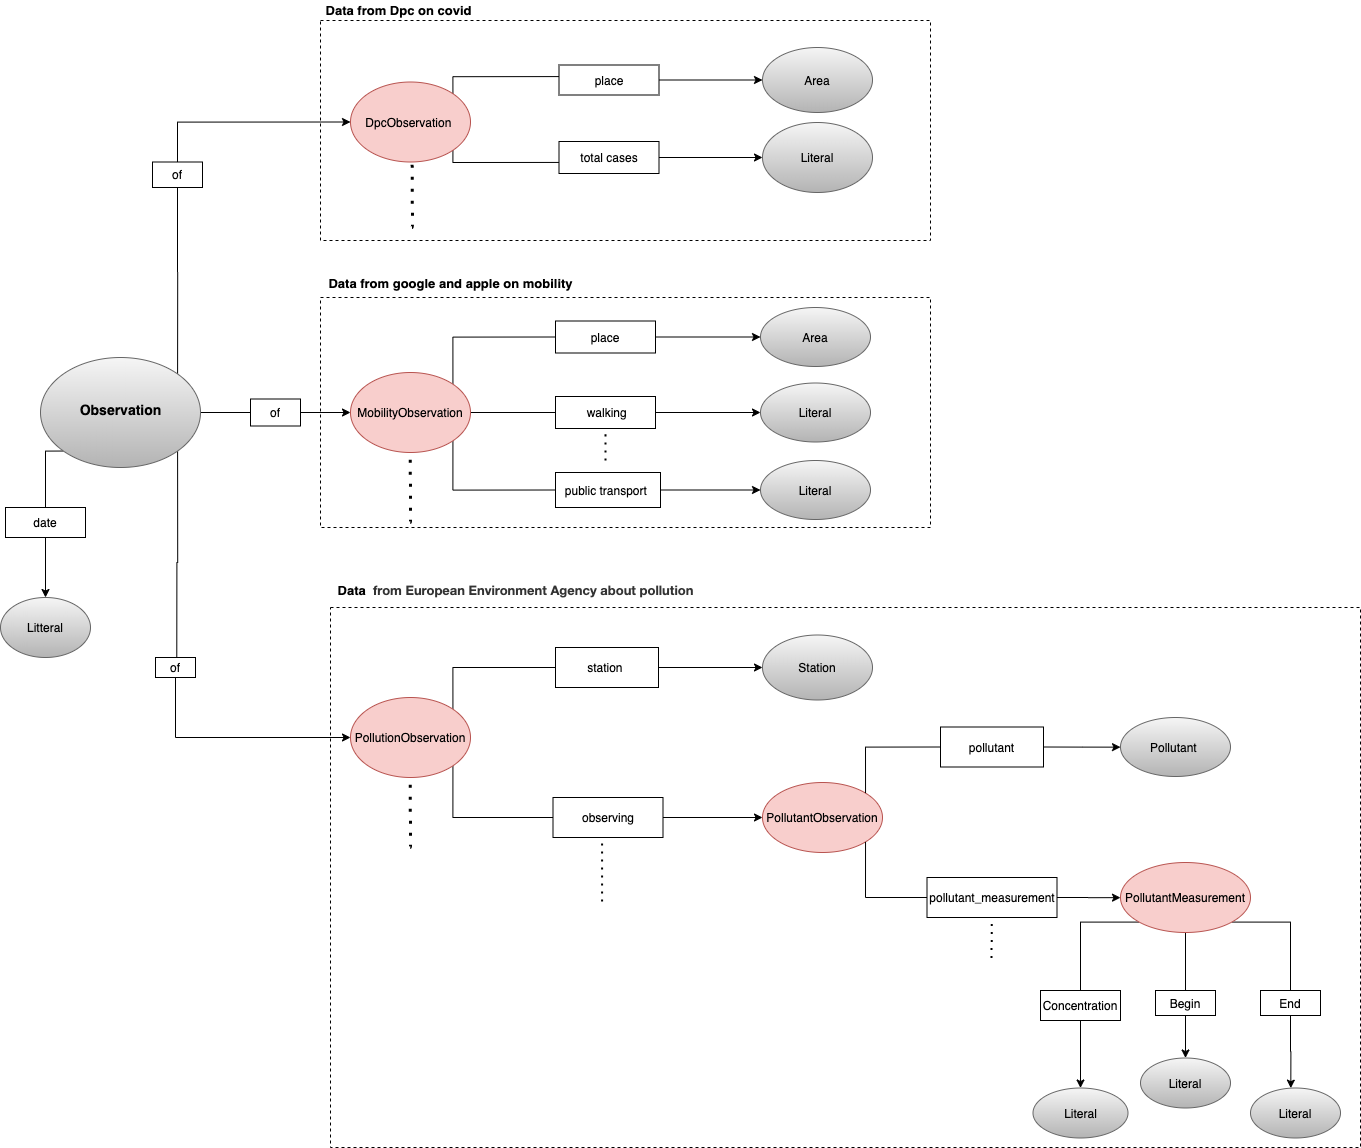 Data from Dpc on covid
place
Area
DpcObservation
total cases
Literal
of
Data from google and apple on mobility
place
Area
Observation
of
MobilityObservation
walking
Literal
public transport
Literal
date
Litteral
of
Data  from European Environment Agency about pollution
station
Station
PollutionObservation
pollutant
Pollutant
observing
PollutantObservation
pollutant_measurement
PollutantMeasurement
Concentration
Begin
End
Literal
Literal
Literal